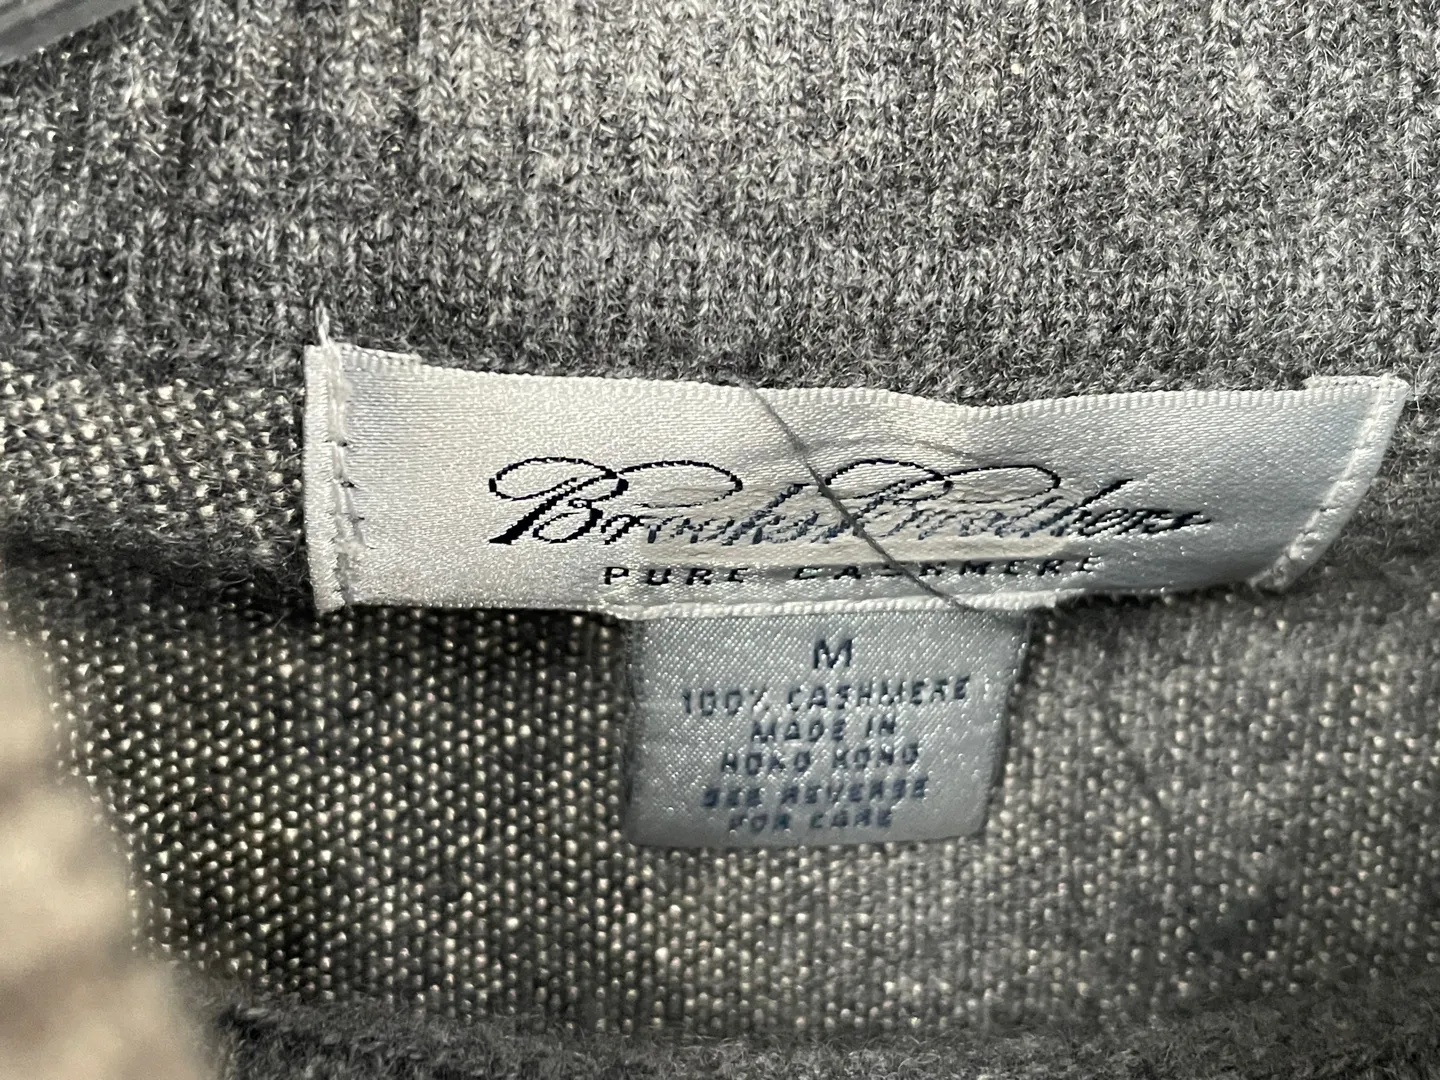 Brooks Brothers
PURE CASHMERE
M
100% CASHMERE
MADE IN
HONG KONG
SEE REVERSE
FOR CARE